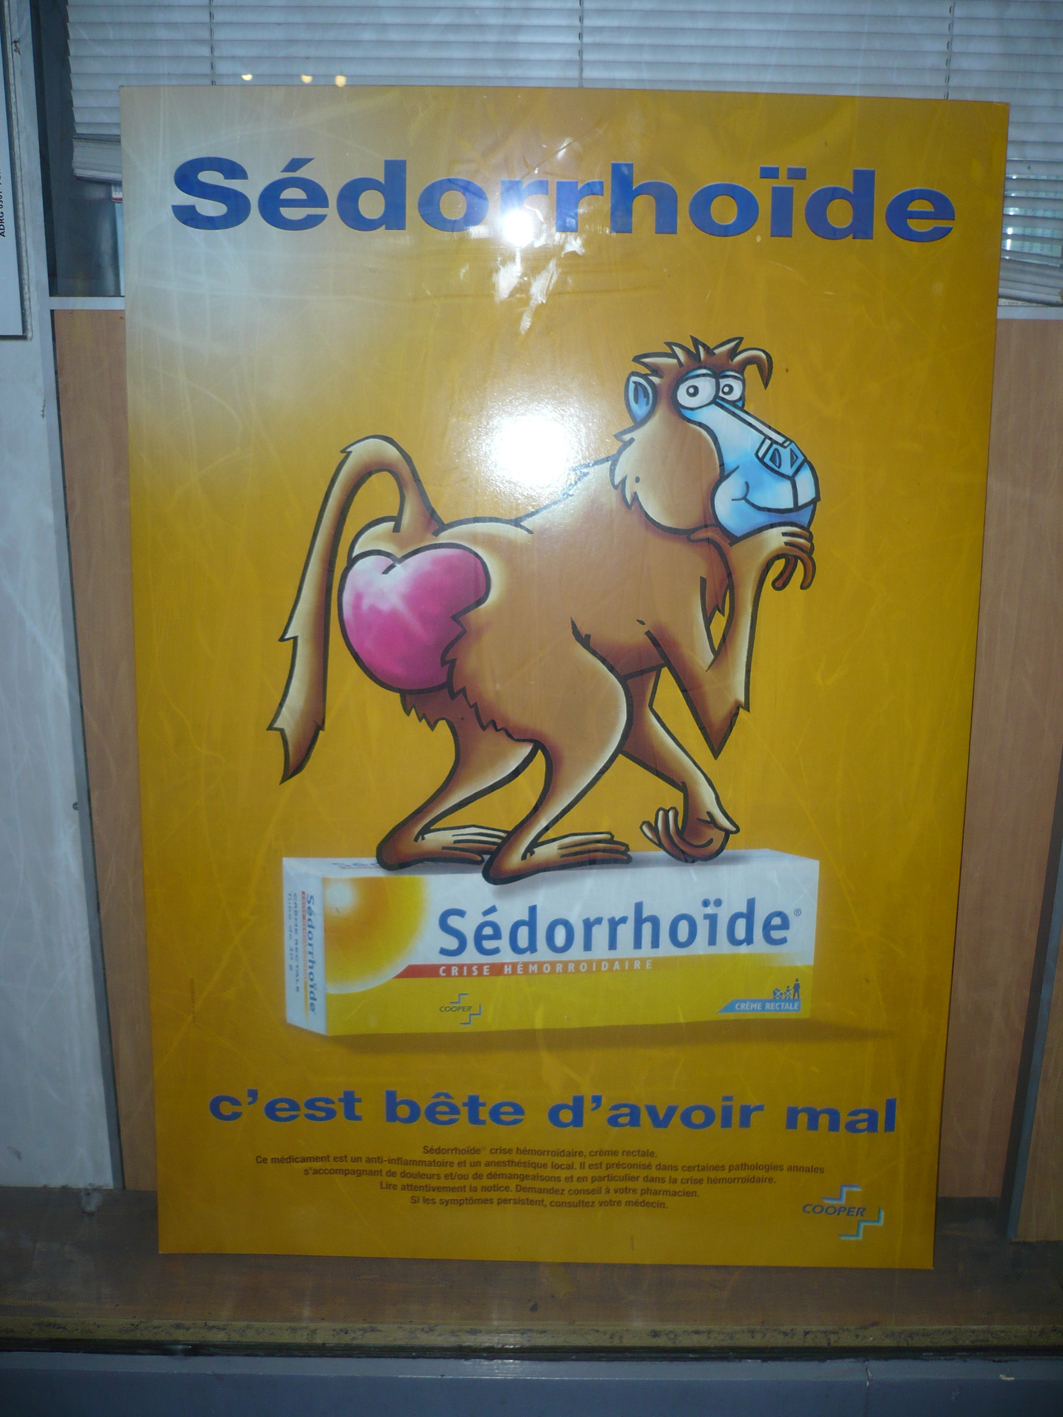 Sédorrhoïde
Sédorrhoïde®
CRISE HÉMORROIDAIRE
Sédorrhoïde
COOPER
CRÈME RECTALE
c'est bête d'avoir mal
Sédorrhoïde® crise hémorroidaire, crème rectale.
Ce médicament est un anti-inflammatoire et un anesthésique local. Il est préconisé dans certaines pathologies annales
s'accompagnant de douleurs et/ou de démangeaisons et en particulier dans la crise hémorroïdaire.
Lire attentivement la notice. Demandez conseil à votre pharmacien.
Si les symptômes persistent, consultez votre médecin.
COOPER